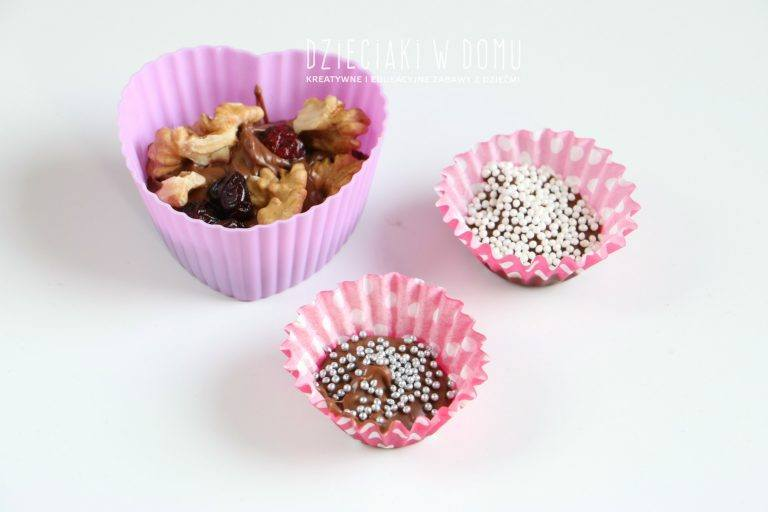 DZIECIAKI W DOMU
KREATYWNE I EDUKACYJNE ZABAWY Z DZIEĆMI